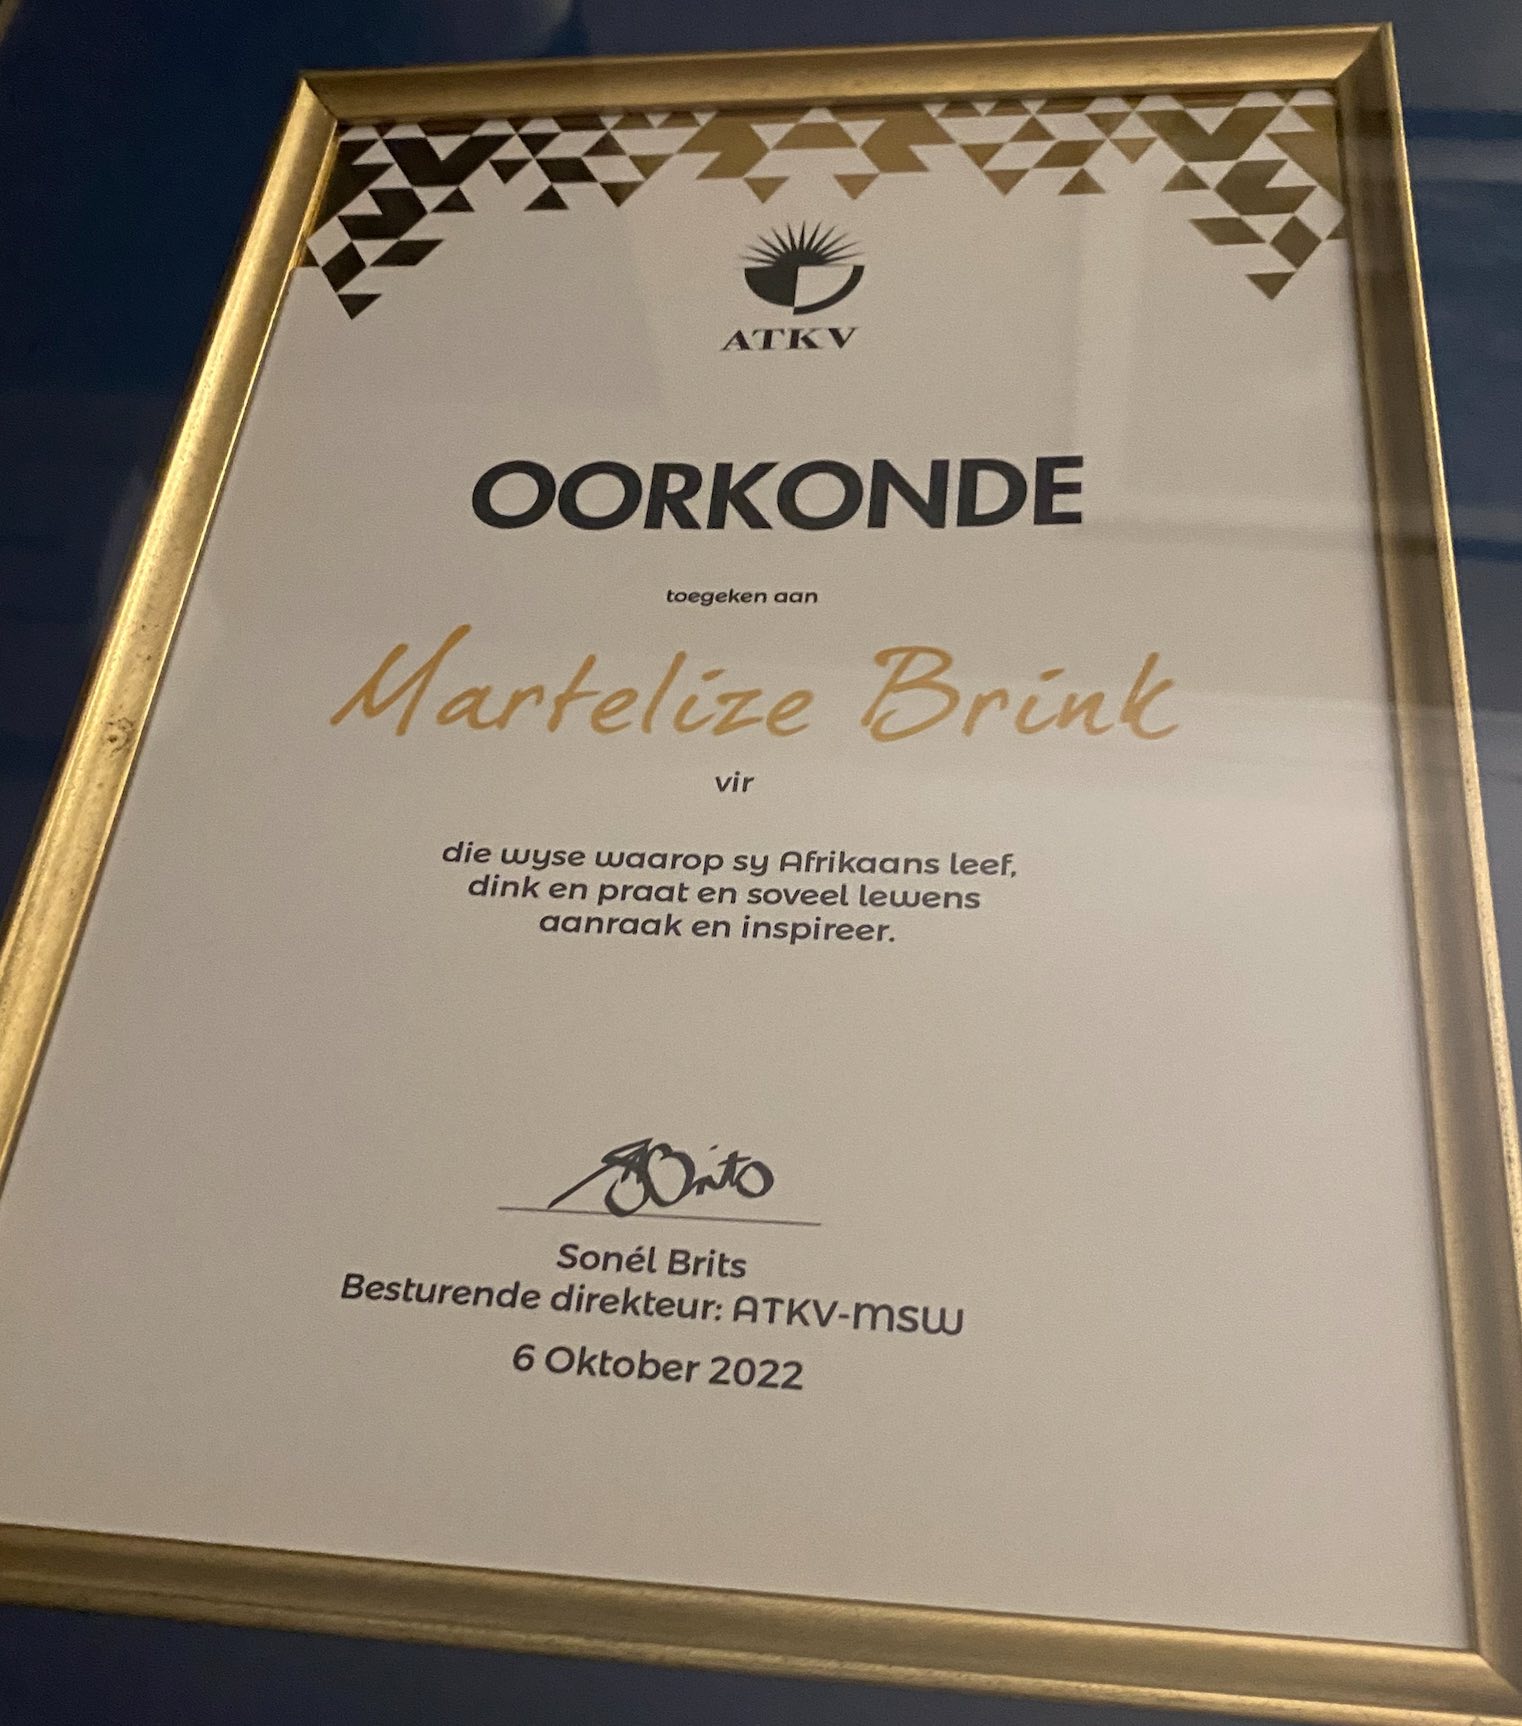 ATKV
OORKONDE
toegeken aan
Martelize Brink
vir
die wyse waarop sy Afrikaans leef,
dink en praat en soveel lewens
aanraak en inspireer.
SBrits
Sonél Brits
Besturende direkteur: ATKV-MSW
6 Oktober 2022